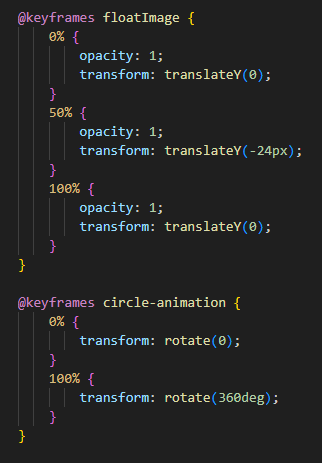 @keyframes floatImage {
    0% {
        opacity: 1;
        transform: translateY(0);
    }
    50% {
        opacity: 1;
        transform: translateY(-24px);
    }
    100% {
        opacity: 1;
        transform: translateY(0);
    }
}

@keyframes circle-animation {
    0% {
        transform: rotate(0);
    }
    100% {
        transform: rotate(360deg);
    }
}